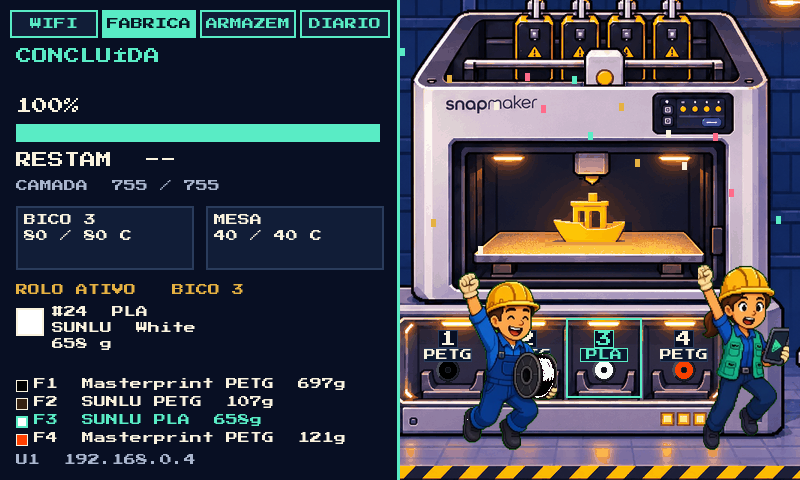 WIFI FABRICA ARMAZEM DIARIO
CONCLUíDA
100%
RESTAM --
CAMADA 755 / 755
BICO 3
80 / 80 C
MESA
40 / 40 C
ROLO ATIVO BICO 3
#24 PLA
SUNLU White
658 g
F1 Masterprint PETG 697g
F2 SUNLU PETG 107g
F3 SUNLU PLA 658g
F4 Masterprint PETG 121g
U1 192.168.0.4
snapmaker
1 3 4
PETG PLA PETG